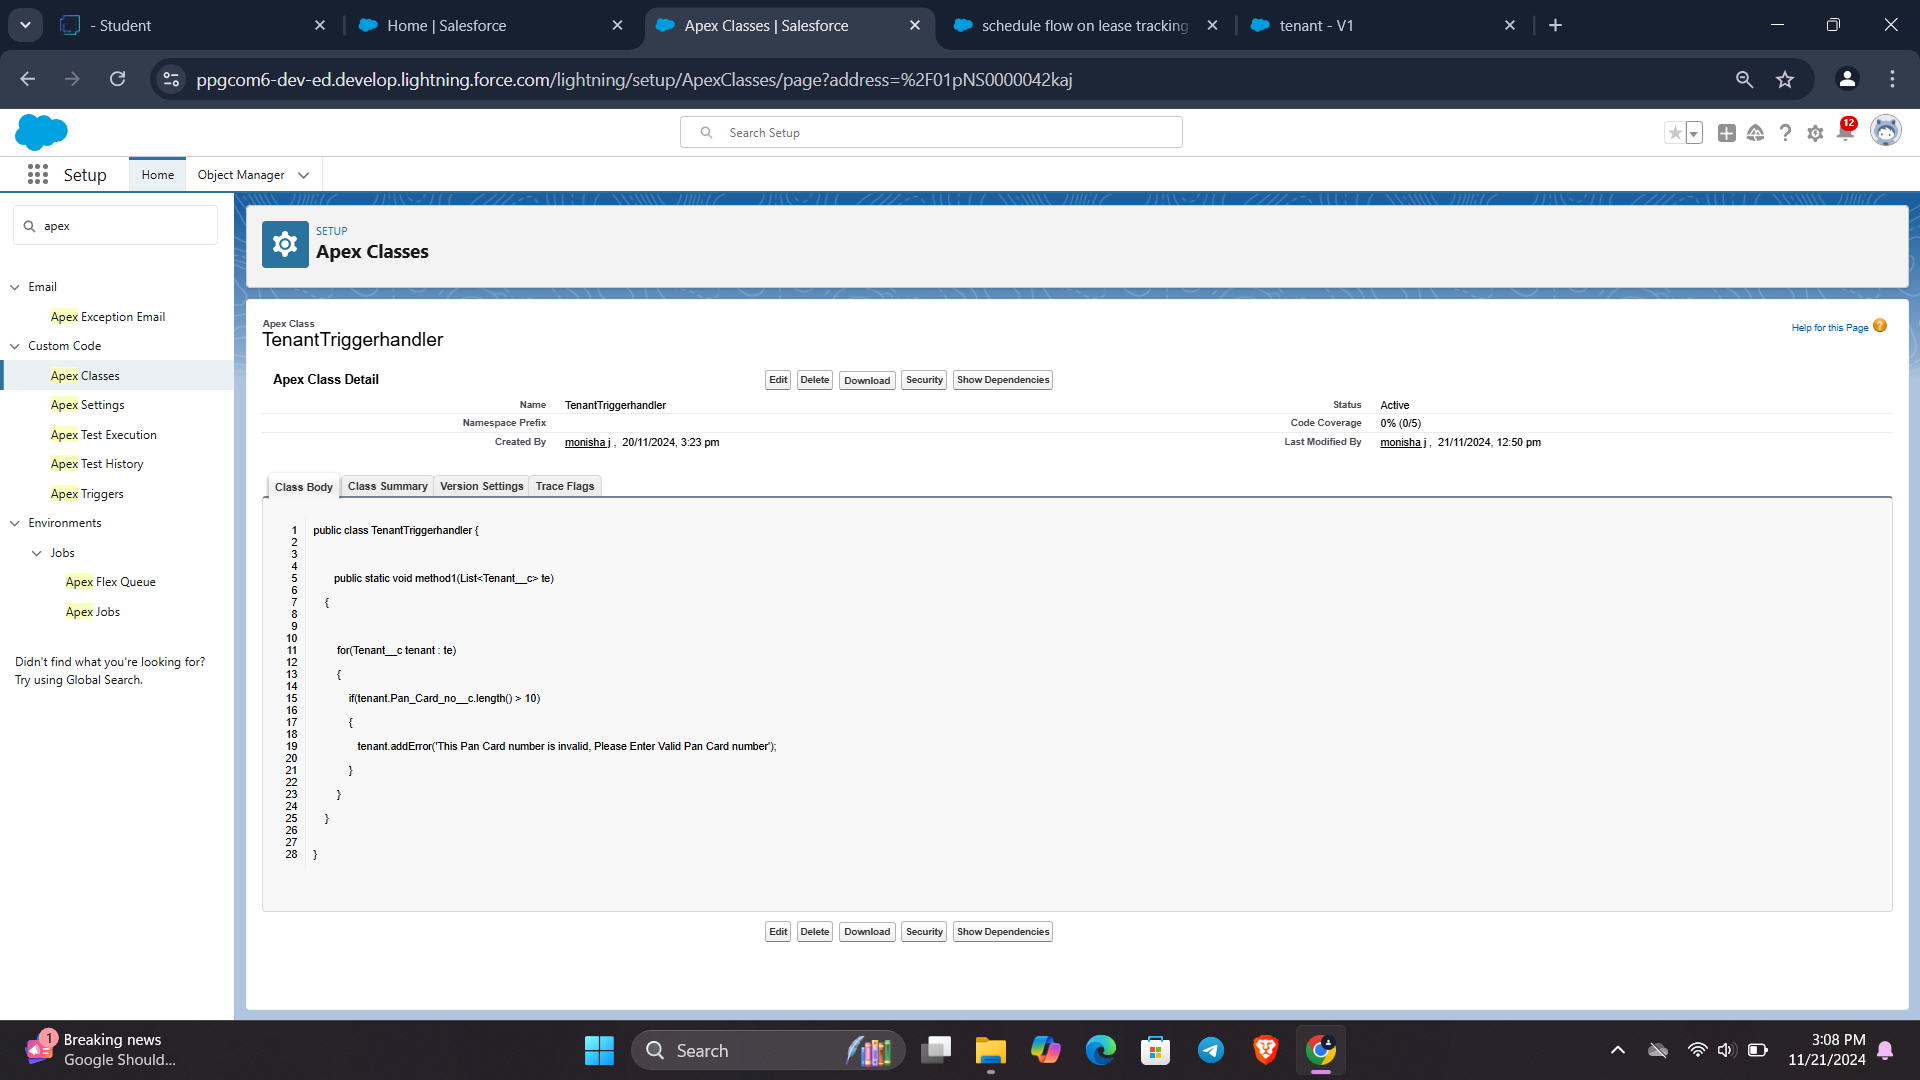 - Student
Home | Salesforce
Apex Classes | Salesforce
schedule flow on lease tracking
tenant - V1
ppgcom6-dev-ed.develop.lightning.force.com/lightning/setup/ApexClasses/page?address=%2F01pNS0000042kaj
Search Setup
12
Setup
Home
Object Manager
apex
Email
Apex Exception Email
Custom Code
Apex Classes
Apex Settings
Apex Test Execution
Apex Test History
Apex Triggers
Environments
Jobs
Apex Flex Queue
Apex Jobs
Didn't find what you're looking for?
Try using Global Search.
SETUP
Apex Classes
Apex Class
TenantTriggerhandler
Help for this Page ?
Apex Class Detail
Edit Delete Download Security Show Dependencies
Name TenantTriggerhandler Status Active
Namespace Prefix Code Coverage 0% (0/5)
Created By monisha j , 20/11/2024, 3:23 pm Last Modified By monisha j , 21/11/2024, 12:50 pm
Class Body Class Summary Version Settings Trace Flags
1 public class TenantTriggerhandler {
2
3
4
5 public static void method1(List<Tenant__c> te)
6
7 {
8
9
10
11 for(Tenant__c tenant : te)
12
13 {
14
15 if(tenant.Pan_Card_no__c.length() > 10)
16
17 {
18
19 tenant.addError('This Pan Card number is invalid, Please Enter Valid Pan Card number');
20
21 }
22
23 }
24
25 }
26
27
28 }
Edit Delete Download Security Show Dependencies
1
Breaking news
Google Should...
Search
3:08 PM
11/21/2024